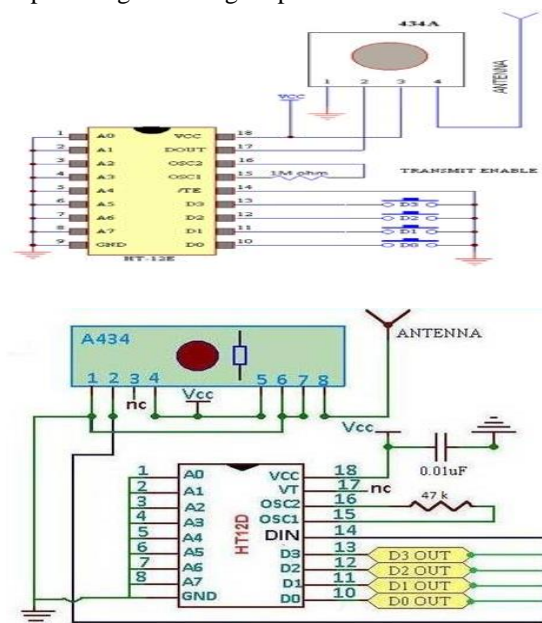 434A
1 2 3 4
ANTENNA
VCC
1 A0 VCC 18
2 A1 DOUT 17
3 A2 OSC2 16
4 A3 OSC1 15 1M ohm TRANSMIT ENABLE
5 A4 /TE 14
6 A5 D3 13 D3
7 A6 D2 12 D2
8 A7 D1 11 D1
9 GND D0 10 D0
HT-12E
A434 ANTENNA
1 2 3 4 5 6 7 8
nc Vcc
Vcc
0.01uF
1 A0 VCC 18
2 A1 VT 17 nc
3 A2 OSC2 16 47 k
4 A3 OSC1 15
5 A4 DIN 14
6 A5 D3 13 D3 OUT
7 A6 D2 12 D2 OUT
8 A7 D1 11 D1 OUT
GND D0 10 D0 OUT
HT12D